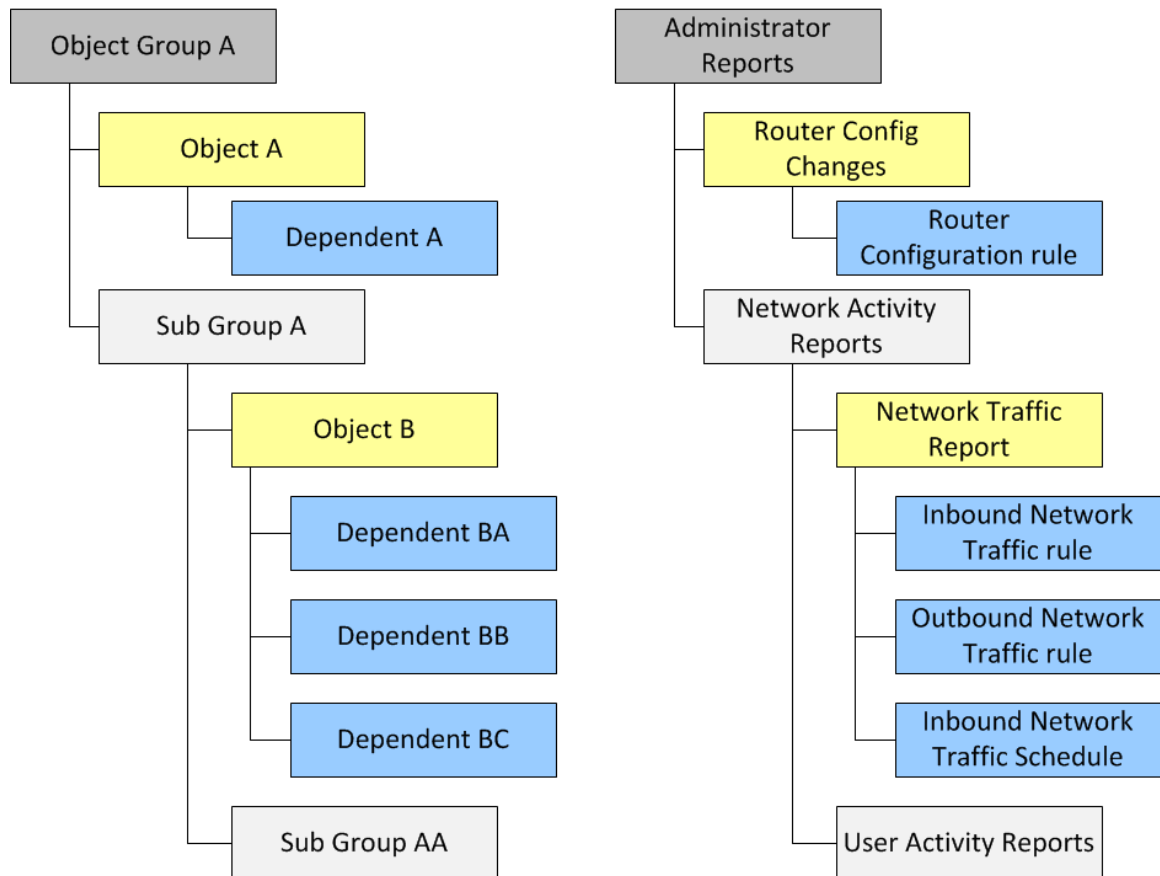 Object Group A
Object A
Dependent A
Sub Group A
Object B
Dependent BA
Dependent BB
Dependent BC
Sub Group AA
Administrator
Reports
Router Config
Changes
Router
Configuration rule
Network Activity
Reports
Network Traffic
Report
Inbound Network
Traffic rule
Outbound Network
Traffic rule
Inbound Network
Traffic Schedule
User Activity Reports